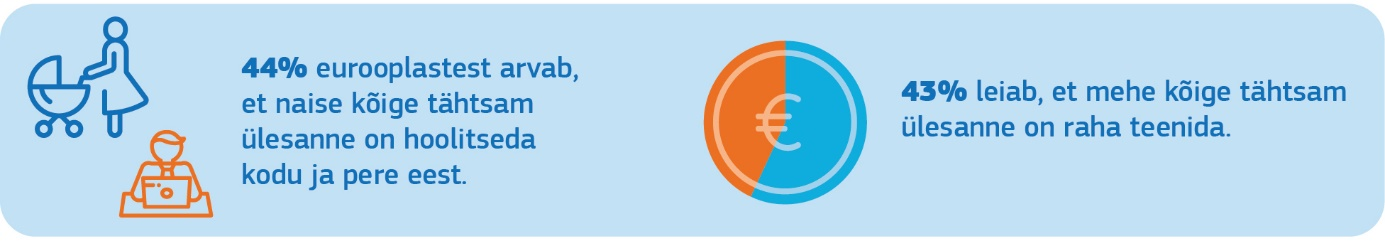 44% eurooplastest arvab,
et naise kõige tähtsam
ülesanne on hoolitseda
kodu ja pere eest.
€
43% leiab, et mehe kõige tähtsam
ülesanne on raha teenida.